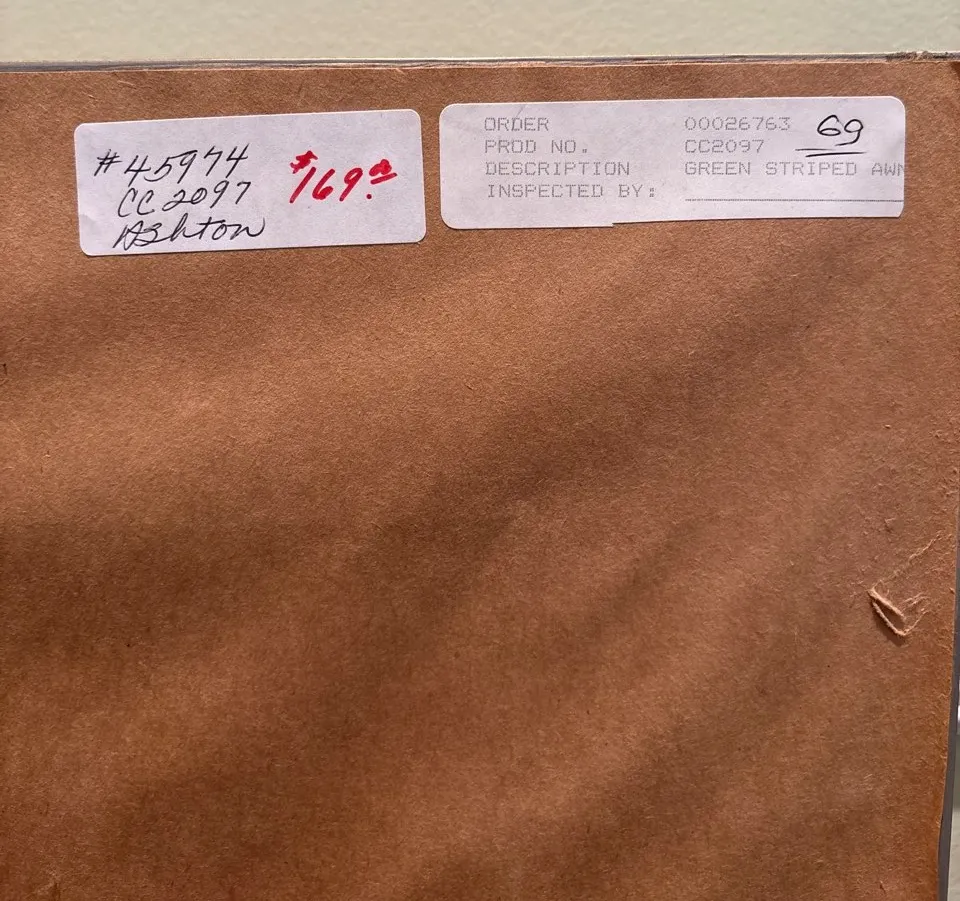 #45974
CC2097
Ashton
$169.00
ORDER 00026763 69
PROD NO. CC2097
DESCRIPTION GREEN STRIPED AWN
INSPECTED BY: